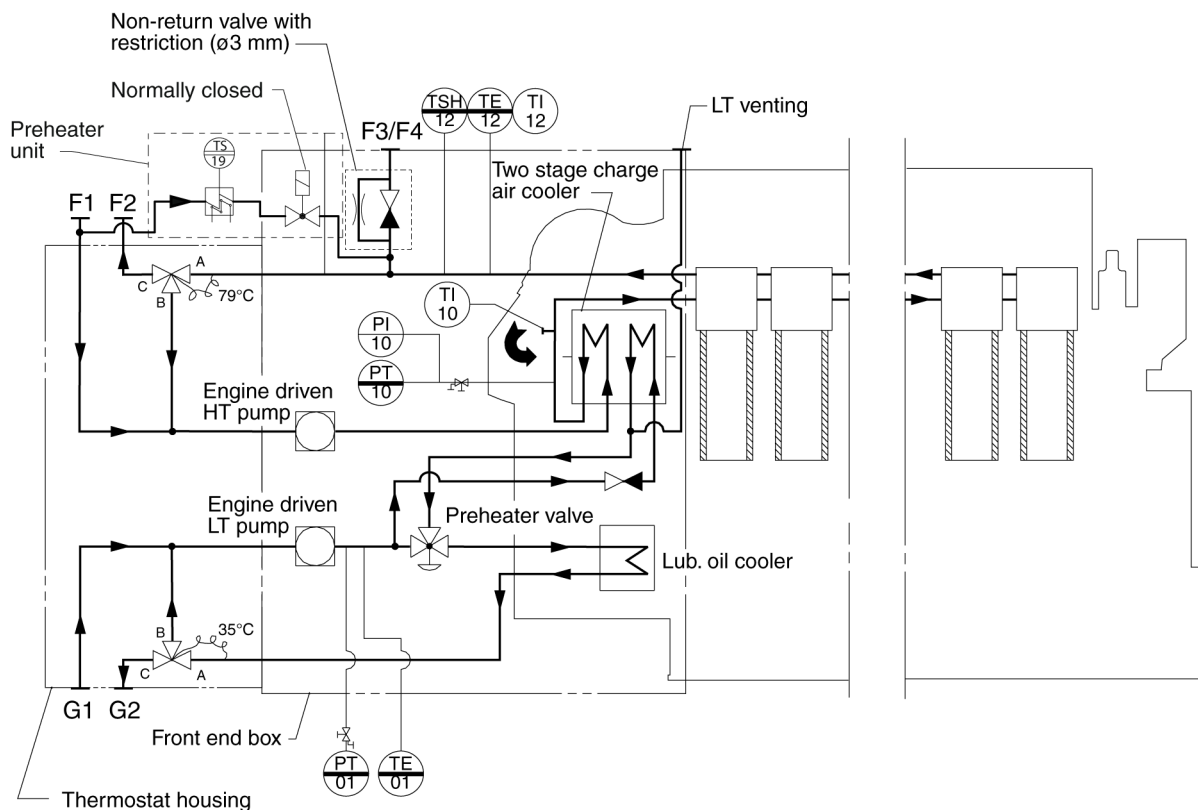 Non-return valve with
restriction (ø3 mm)
Normally closed
Preheater
unit
TS
19
F3/F4
TSH
12
TE
12
TI
12
LT venting
Two stage charge
air cooler
F1
F2
A
C
B
79°C
TI
10
PI
10
PT
10
Engine driven
HT pump
Engine driven
LT pump
Preheater valve
Lub. oil cooler
B
35°C
C
A
G1
G2
Front end box
PT
01
TE
01
Thermostat housing